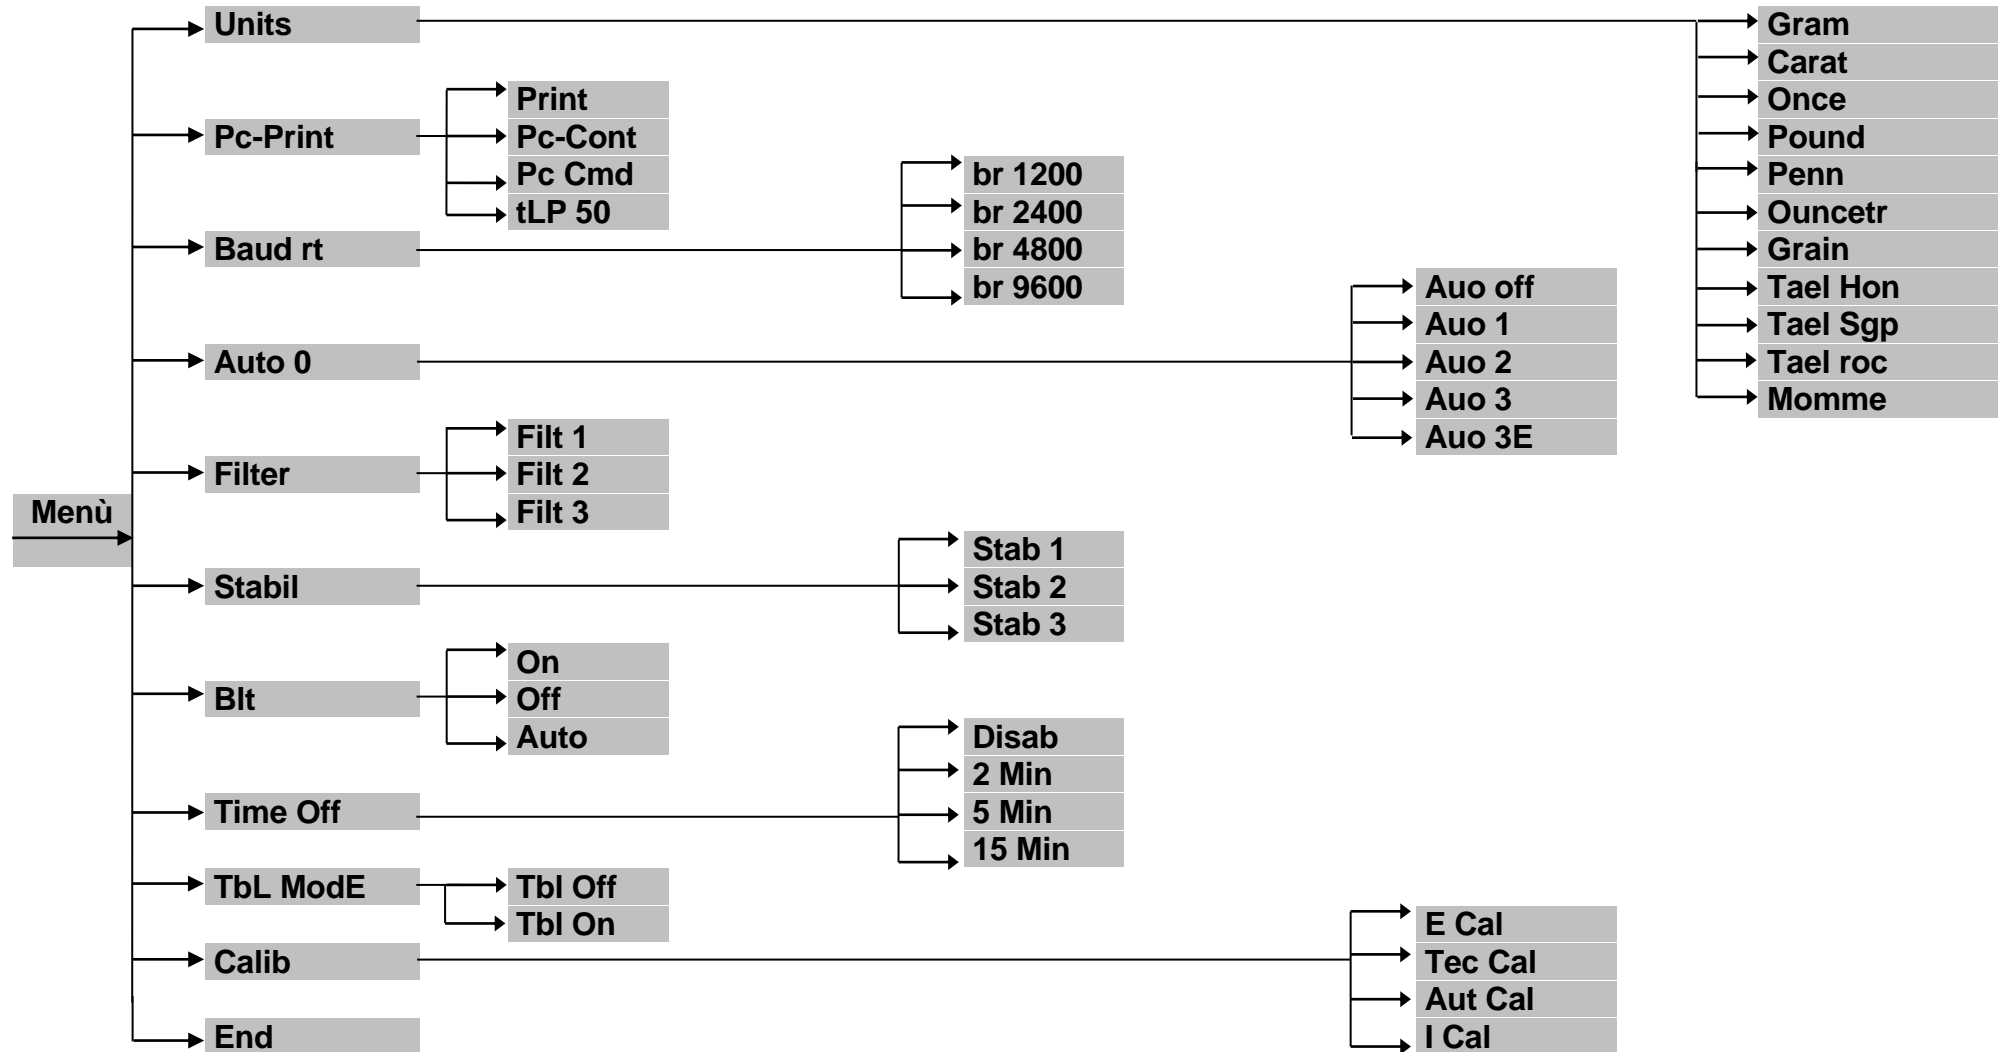 Menù
Units
Gram
Carat
Once
Pound
Penn
Ouncetr
Grain
Tael Hon
Tael Sgp
Tael roc
Momme
Pc-Print
Print
Pc-Cont
Pc Cmd
tLP 50
Baud rt
br 1200
br 2400
br 4800
br 9600
Auto 0
Auo off
Auo 1
Auo 2
Auo 3
Auo 3E
Filter
Filt 1
Filt 2
Filt 3
Stabil
Stab 1
Stab 2
Stab 3
Blt
On
Off
Auto
Time Off
Disab
2 Min
5 Min
15 Min
TbL ModE
Tbl Off
Tbl On
Calib
E Cal
Tec Cal
Aut Cal
I Cal
End